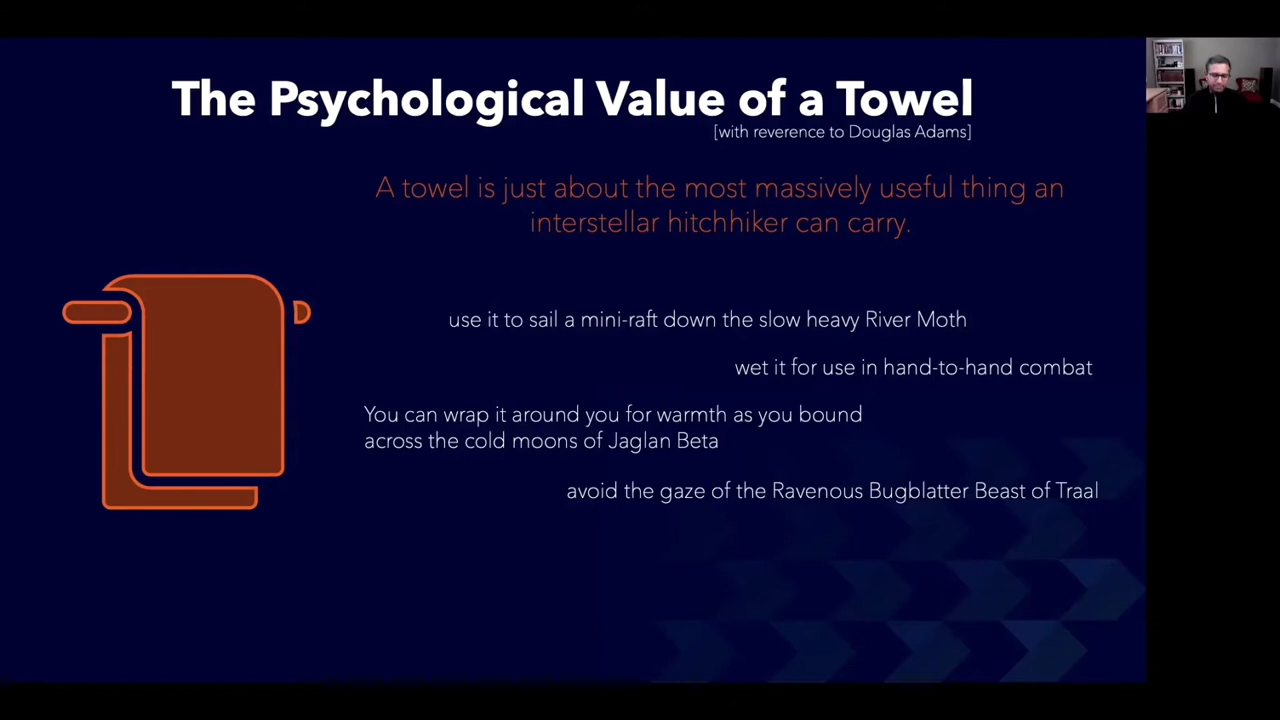 The Psychological Value of a Towel
[with reverence to Douglas Adams]
A towel is just about the most massively useful thing an
interstellar hitchhiker can carry.
use it to sail a mini-raft down the slow heavy River Moth
wet it for use in hand-to-hand combat
You can wrap it around you for warmth as you bound
across the cold moons of Jaglan Beta
avoid the gaze of the Ravenous Bugblatter Beast of Traal